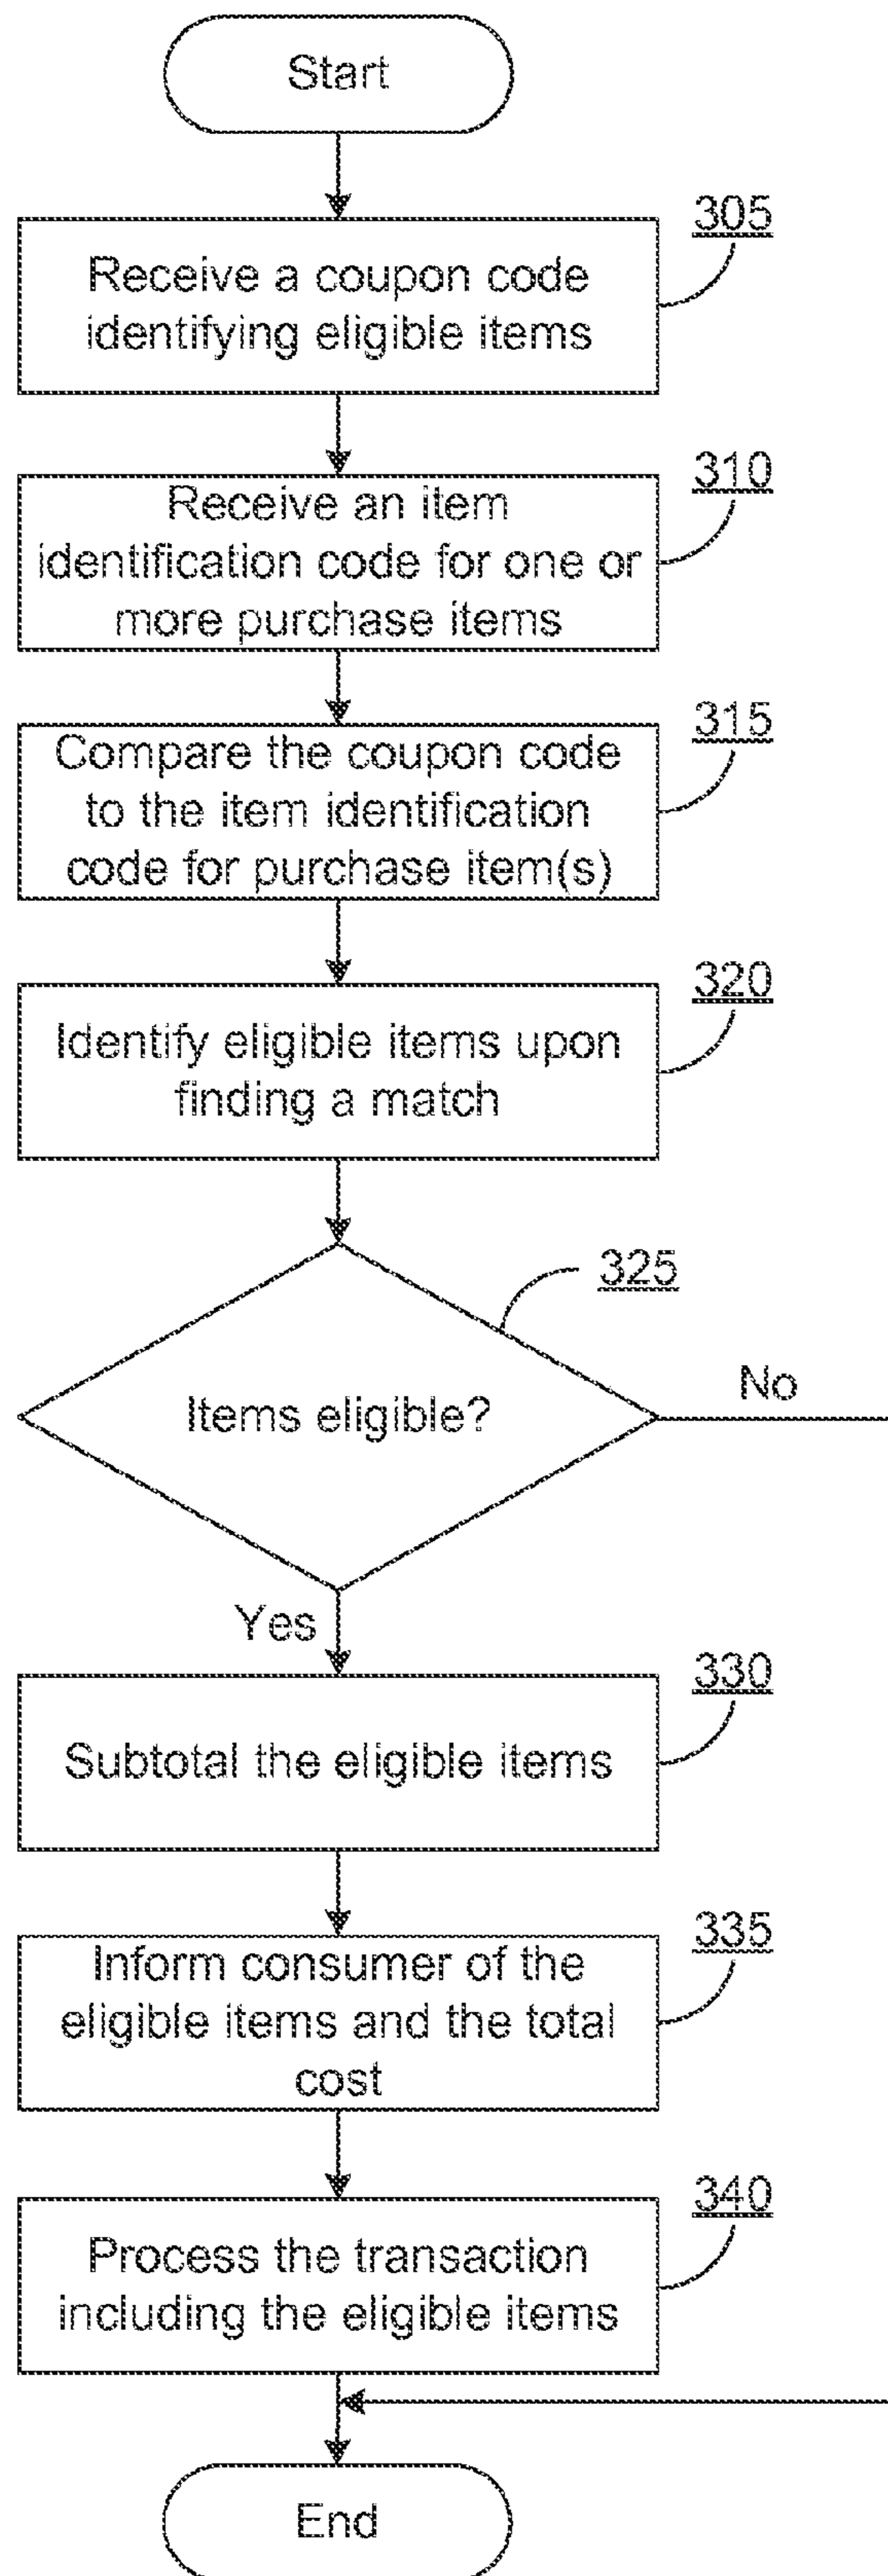 Start
305
Receive a coupon code
identifying eligible items
310
Receive an item
identification code for one or
more purchase items
315
Compare the coupon code
to the item identification
code for purchase item(s)
320
Identify eligible items upon
finding a match
325
Items eligible?
No
Yes
330
Subtotal the eligible items
335
Inform consumer of the
eligible items and the total
cost
340
Process the transaction
including the eligible items
End